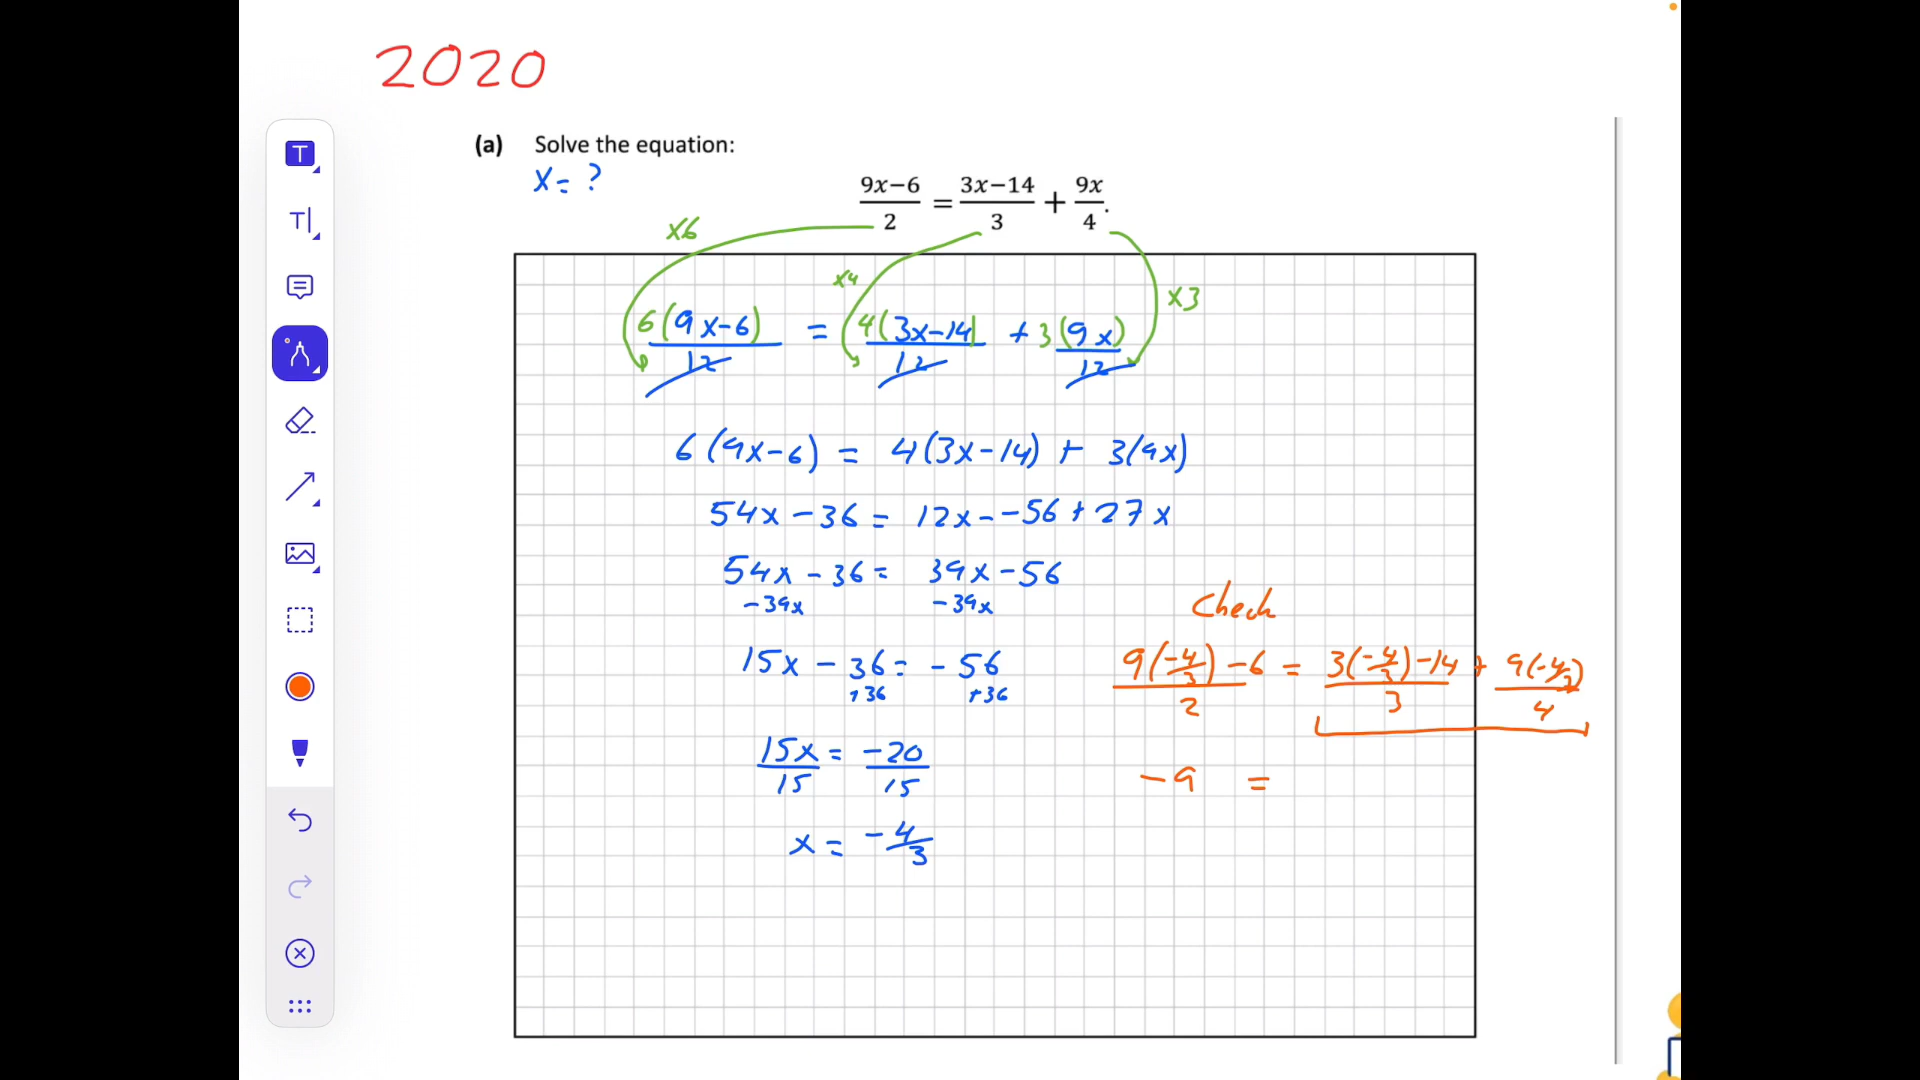 2020
(a) Solve the equation:
x = ?
9x−6/2 = 3x−14/3 + 9x/4.
x6
x4
x3
6(9x−6)/12 = 4(3x−14)/12 + 3(9x)/12
6(9x−6) = 4(3x−14) + 3(9x)
54x − 36 = 12x - −56 + 27x
54x − 36 = 39x − 56
−39x −39x
Check
15x − 36 = −56
+36 +36
9(−4/3) − 6/2 = 3(−4/3) − 14/3 + 9(−4/3)/4
15x/15 = −20/15
−9 =
x = −4/3